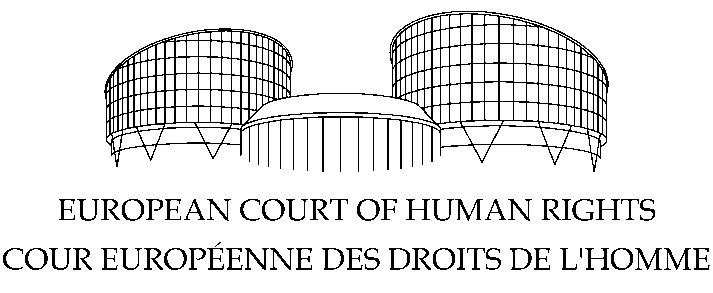 EUROPEAN COURT OF HUMAN RIGHTS
COUR EUROPÉENNE DES DROITS DE L'HOMME